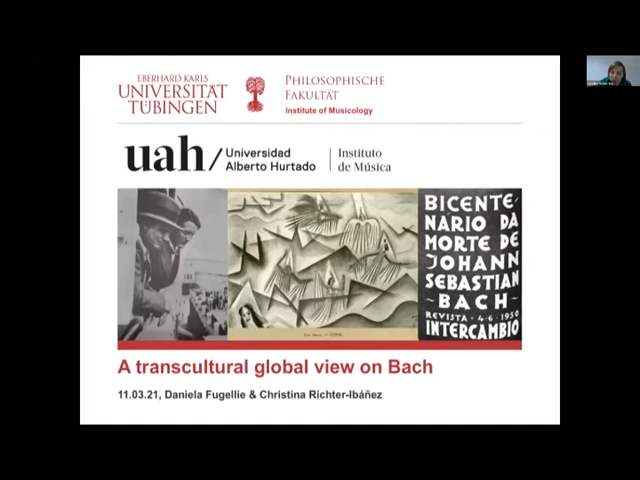 EBERHARD KARLS
UNIVERSITÄT
TÜBINGEN
PHILOSOPHISCHE
FAKULTÄT
Institute of Musicology
uah/
Universidad
Alberto Hurtado
Instituto
de Música
BICENTE-
NÁRIO DA
MORTE DE
JOHANN
SEBASTIAN
~ BACH ~
REVISTA · 4-6 · 1950
INTERCAMBIO
A transcultural global view on Bach
11.03.21, Daniela Fugellie & Christina Richter-Ibáñez